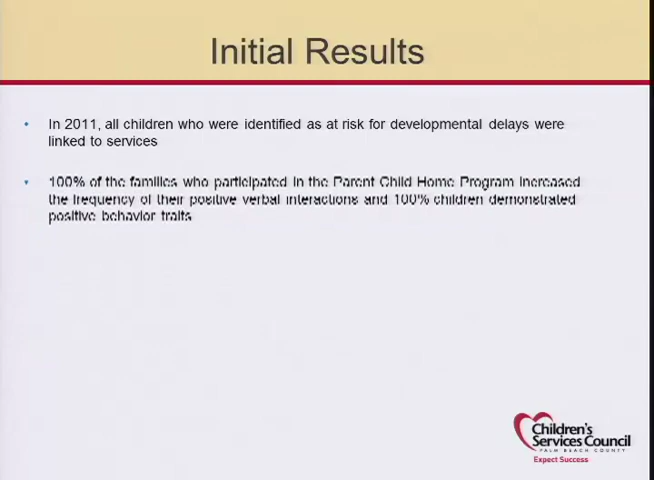 Initial Results
• In 2011, all children who were identified as at risk for developmental delays were
linked to services
• 100% of the families who participated in the Parent Child Home Program increased
the frequency of their positive verbal interactions and 100% children demonstrated
positive behavior traits
Children's
Services Council
PALM BEACH COUNTY
Expect Success